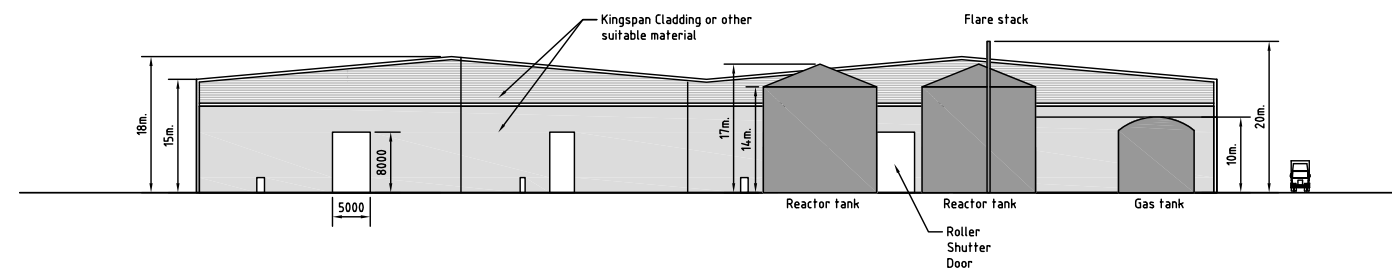 Kingspan Cladding or other
suitable material
Flare stack
18m.
15m.
8000
5000
17m.
14m.
10m.
20m.
Reactor tank
Reactor tank
Gas tank
Roller
Shutter
Door